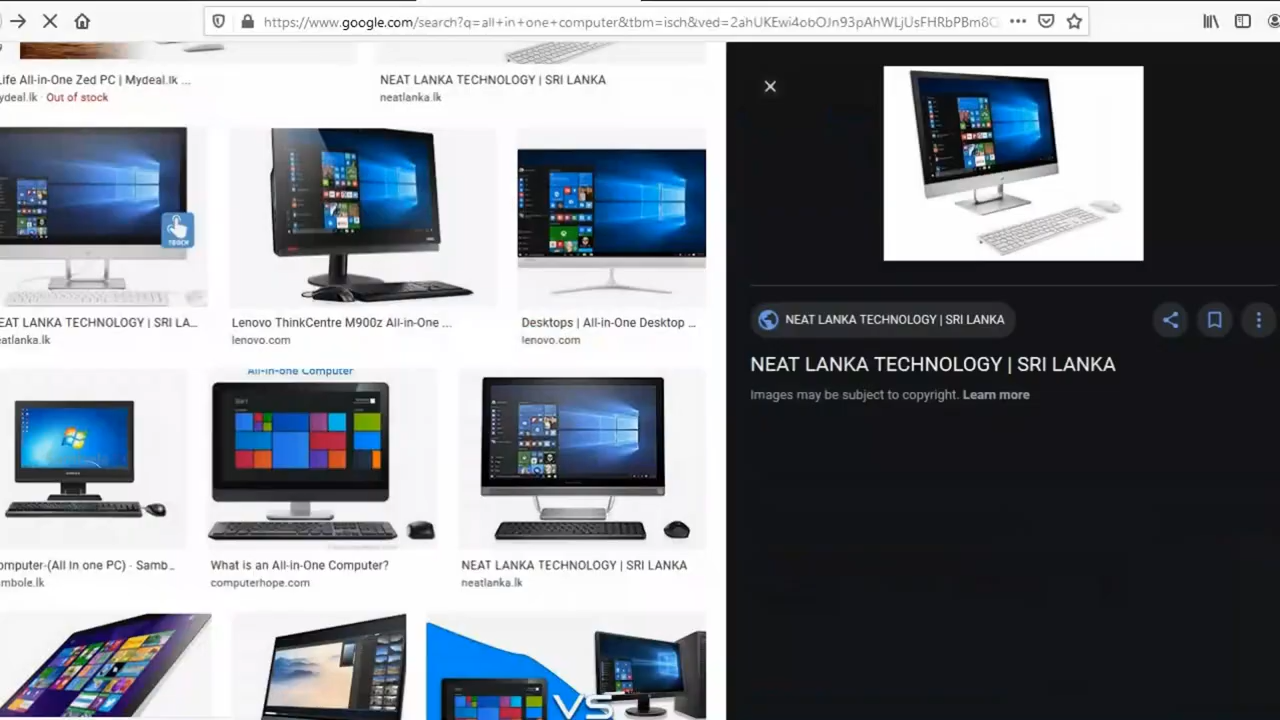 https://www.google.com/search?q=all+in+one+computer&tbm=isch&ved=2ahUKEwi4obOJn93pAhWLjUsFHRbPBm8C
ife All-in-One Zed PC | Mydeal.lk ...
ydeal.lk · Out of stock
NEAT LANKA TECHNOLOGY | SRI LANKA
neatlanka.lk
TOUCH
EAT LANKA TECHNOLOGY | SRI LA...
eatlanka.lk
Lenovo ThinkCentre M900z All-in-One ...
lenovo.com
Desktops | All-in-One Desktop ...
lenovo.com
All-in-one Computer
Start
omputer-(All In one PC) - Samb...
mbole.lk
What is an All-in-One Computer?
computerhope.com
NEAT LANKA TECHNOLOGY | SRI LANKA
neatlanka.lk
VS
NEAT LANKA TECHNOLOGY | SRI LANKA
NEAT LANKA TECHNOLOGY | SRI LANKA
Images may be subject to copyright. Learn more